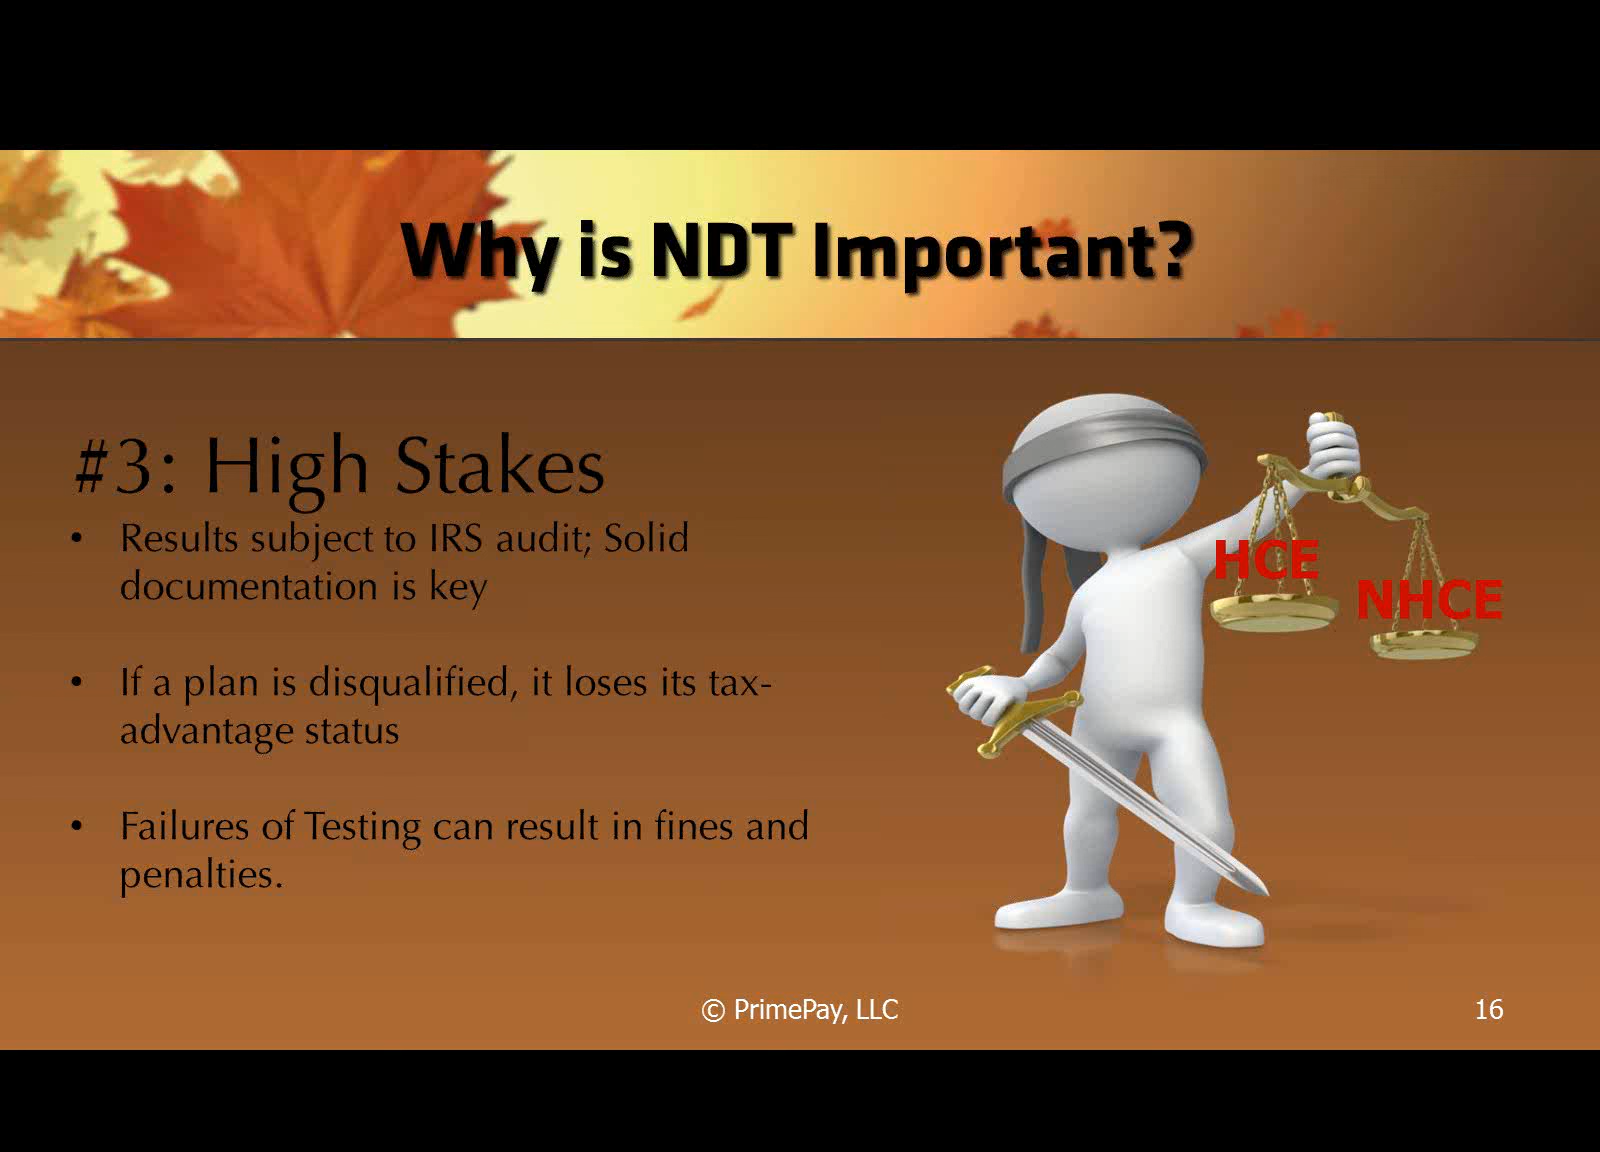 Why is NDT Important?
#3: High Stakes
• Results subject to IRS audit; Solid
documentation is key
• If a plan is disqualified, it loses its tax-
advantage status
• Failures of Testing can result in fines and
penalties.
HCE
NHCE
© PrimePay, LLC
16